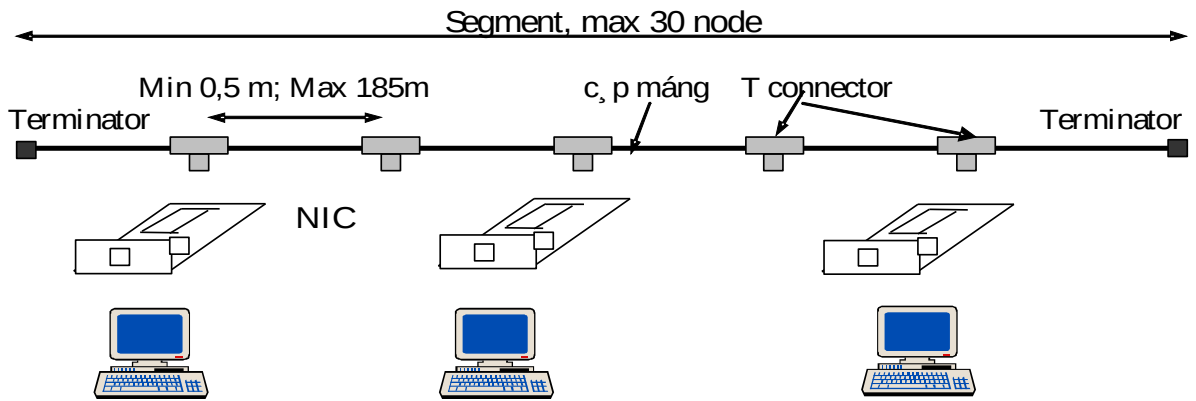 Segment, max 30 node
Min 0,5 m; Max 185m
c¸p máng
T connector
Terminator
Terminator
NIC